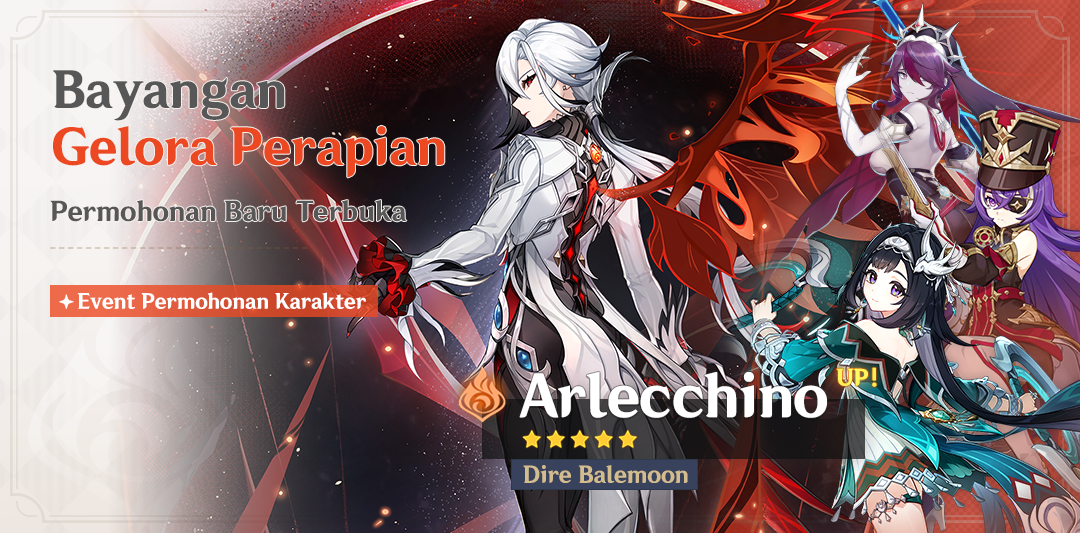 Bayangan
Gelora Perapian
Permohonan Baru Terbuka
Event Permohonan Karakter
Arlecchino UP!
Dire Balemoon